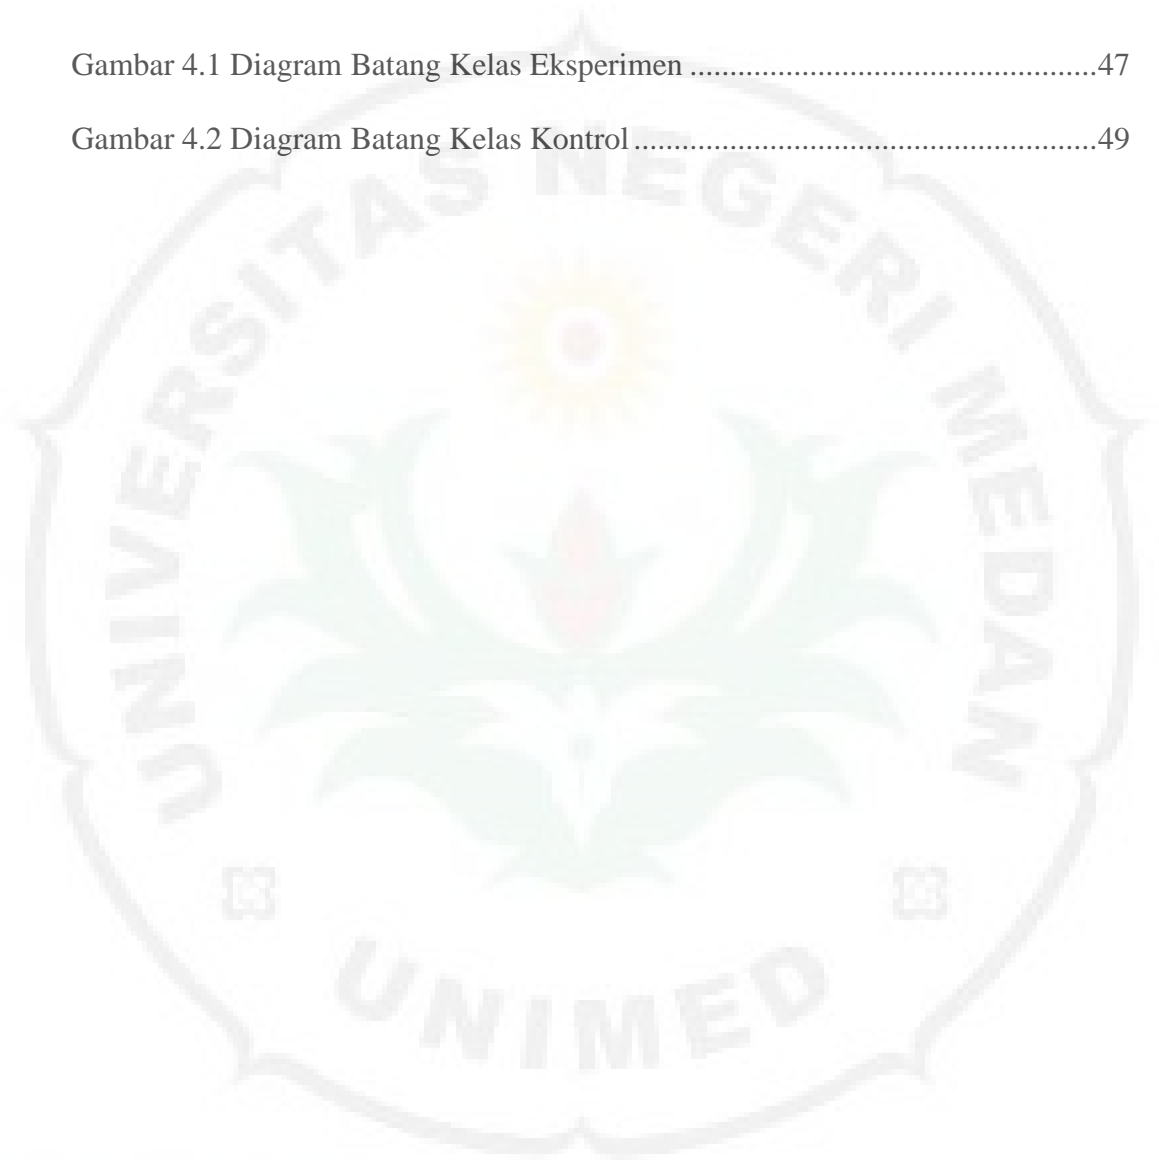 Gambar 4.1 Diagram Batang Kelas Eksperimen ...................................................47
Gambar 4.2 Diagram Batang Kelas Kontrol..........................................................49
UNIVERSITAS NEGERI MEDAN
UNIMED